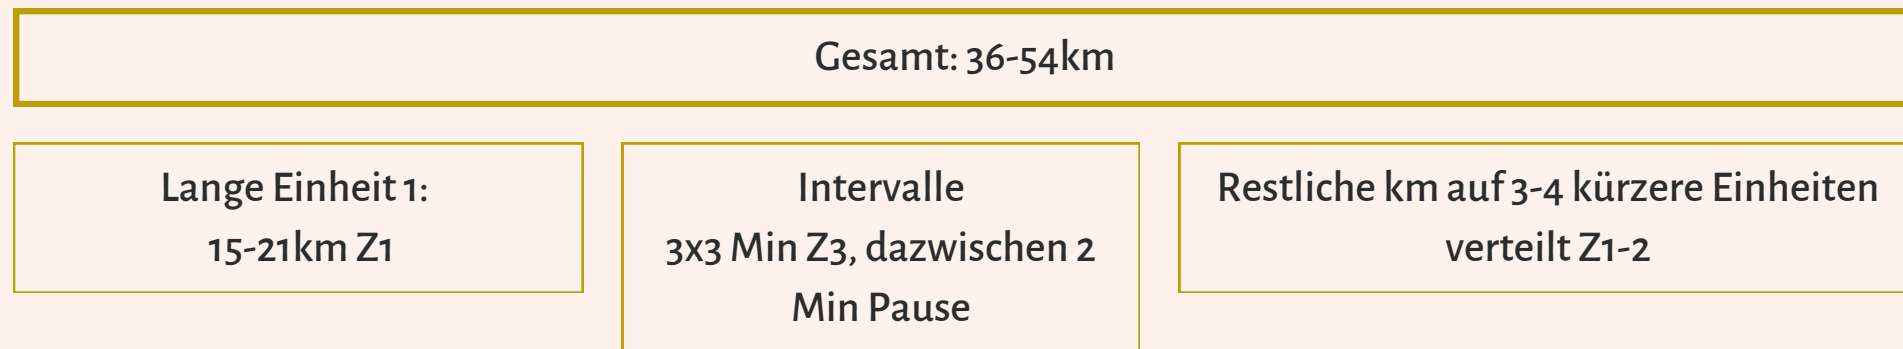 Gesamt: 36-54km
Lange Einheit 1:
15-21km Z1
Intervalle
3x3 Min Z3, dazwischen 2
Min Pause
Restliche km auf 3-4 kürzere Einheiten
verteilt Z1-2